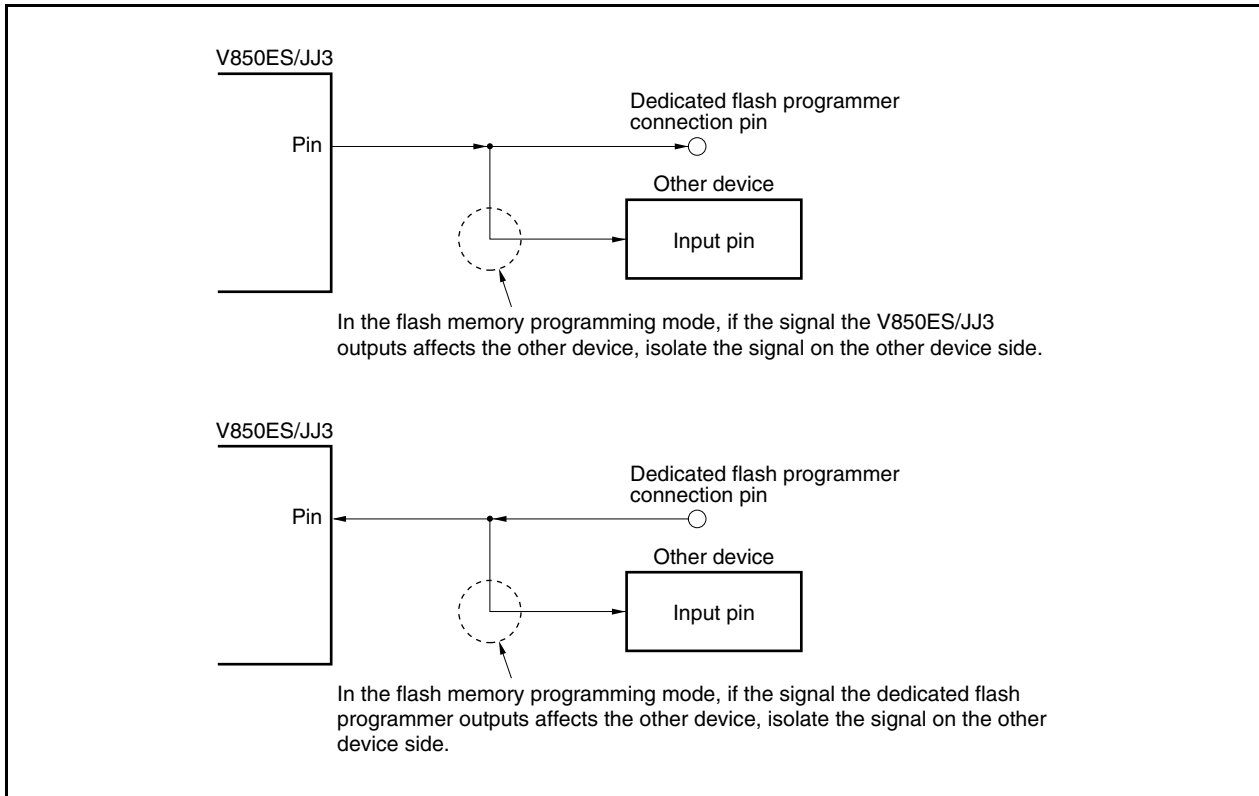 V850ES/JJ3
Dedicated flash programmer
connection pin
Pin
Other device
Input pin
In the flash memory programming mode, if the signal the V850ES/JJ3
outputs affects the other device, isolate the signal on the other device side.
V850ES/JJ3
Dedicated flash programmer
connection pin
Pin
Other device
Input pin
In the flash memory programming mode, if the signal the dedicated flash
programmer outputs affects the other device, isolate the signal on the other
device side.